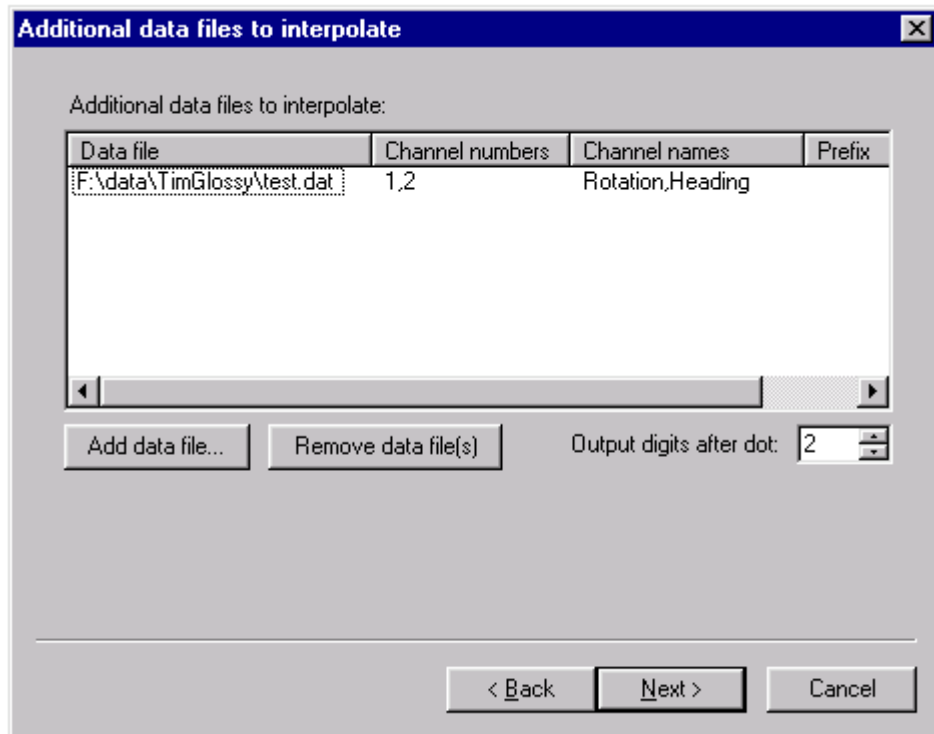 Additional data files to interpolate
Additional data files to interpolate:
Data file Channel numbers Channel names Prefix
F:\data\TimGlossy\test.dat 1,2 Rotation,Heading
Add data file... Remove data file(s) Output digits after dot: 2
< Back Next > Cancel